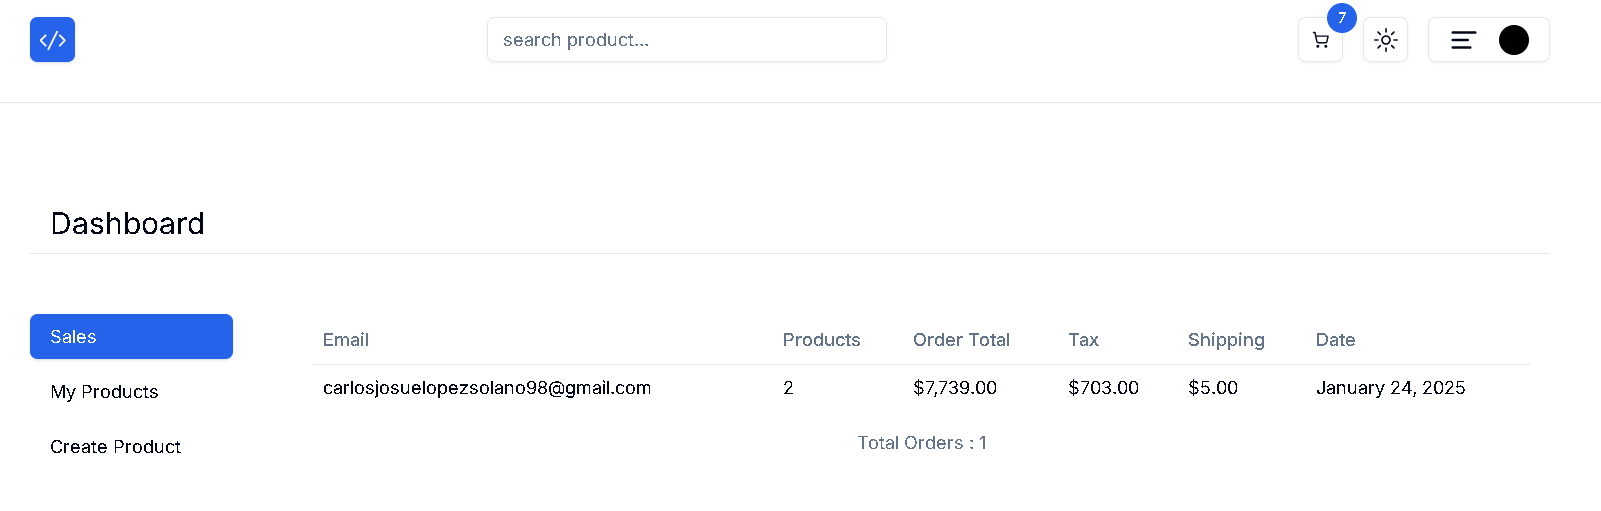 </>
search product...
7
Dashboard
Sales
My Products
Create Product
Email Products Order Total Tax Shipping Date
carlosjosuelopezsolano98@gmail.com 2 $7,739.00 $703.00 $5.00 January 24, 2025
Total Orders : 1